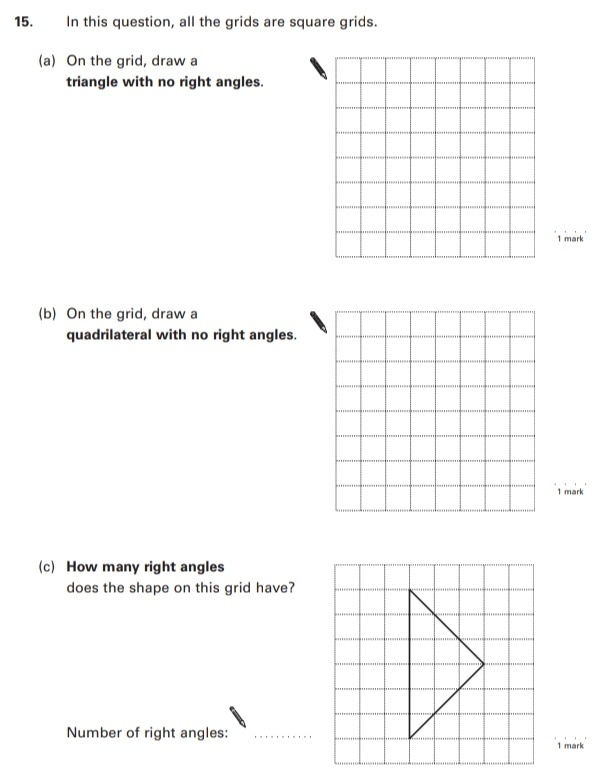 15. In this question, all the grids are square grids.
(a) On the grid, draw a
triangle with no right angles.
1 mark
(b) On the grid, draw a
quadrilateral with no right angles.
1 mark
(c) How many right angles
does the shape on this grid have?
Number of right angles: ...........
1 mark